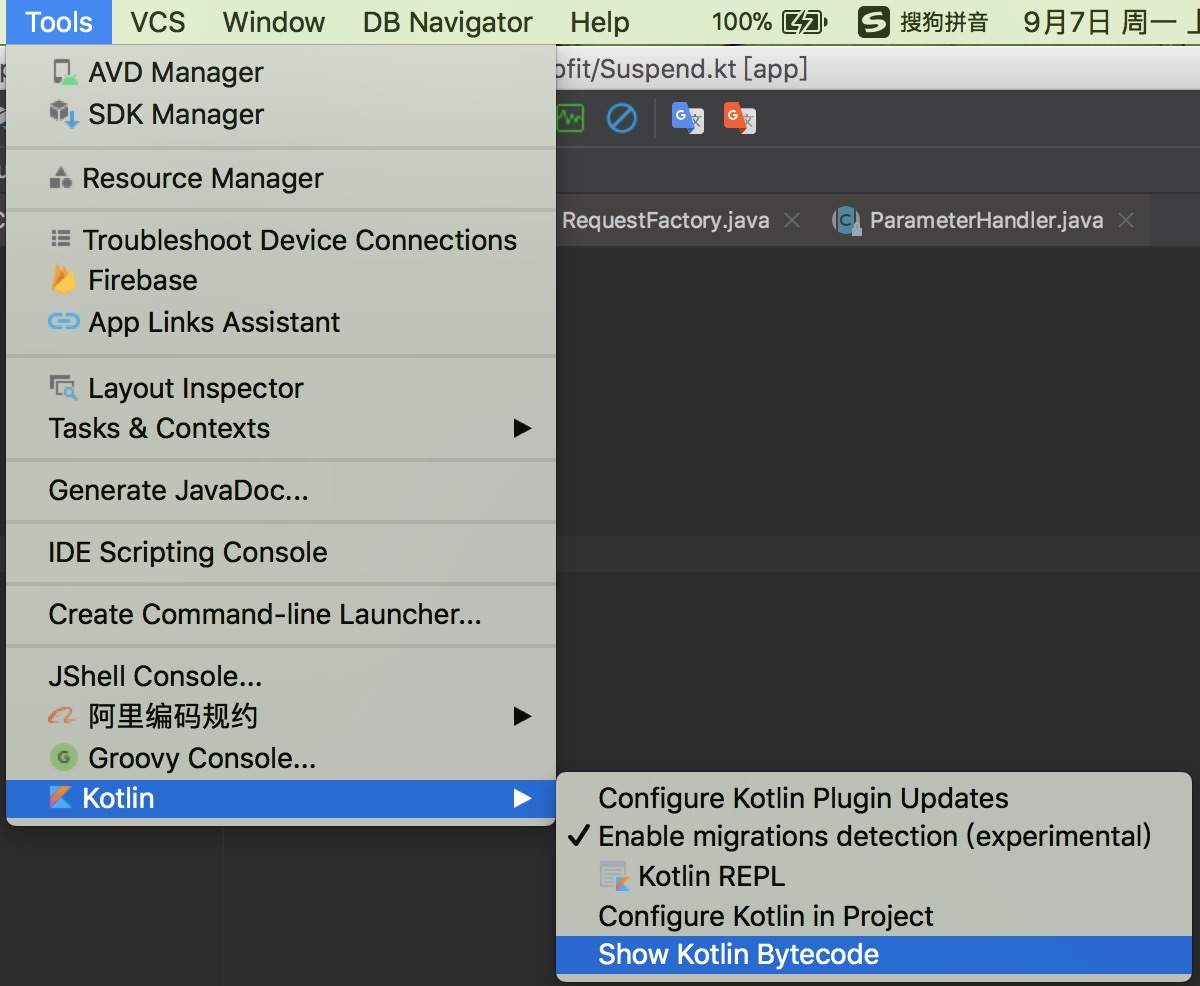 Tools VCS Window DB Navigator Help 100% 搜狗拼音 9月7日 周一
ofit/Suspend.kt [app]
RequestFactory.java ParameterHandler.java
AVD Manager
SDK Manager
Resource Manager
Troubleshoot Device Connections
Firebase
App Links Assistant
Layout Inspector
Tasks & Contexts
Generate JavaDoc...
IDE Scripting Console
Create Command-line Launcher...
JShell Console...
阿里编码规约
Groovy Console...
Kotlin
Configure Kotlin Plugin Updates
Enable migrations detection (experimental)
Kotlin REPL
Configure Kotlin in Project
Show Kotlin Bytecode